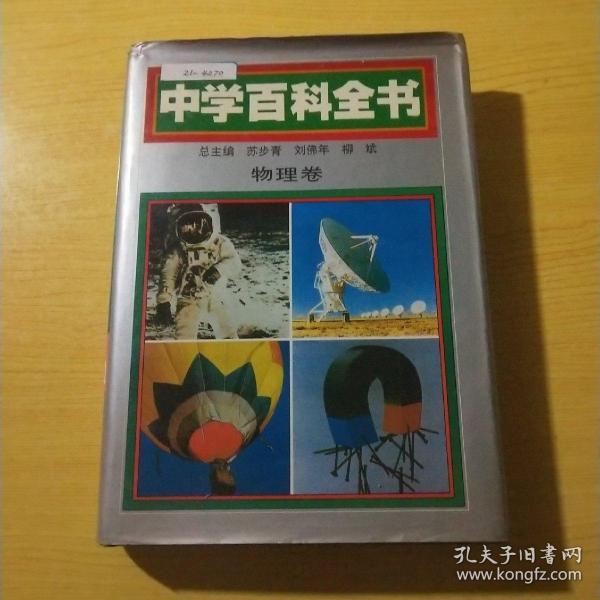 21-4270
中学百科全书
总主编 苏步青 刘佛年 柳 斌
物理卷
孔夫子旧书网
www.kongfz.com